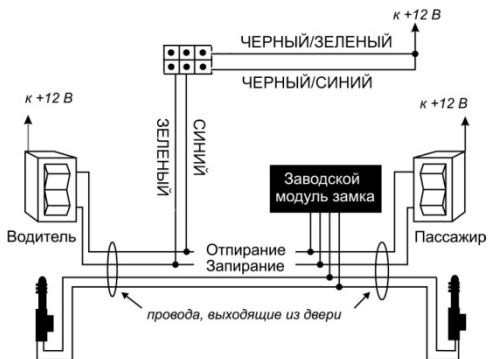 к +12 В
ЧЕРНЫЙ/ЗЕЛЕНЫЙ
ЧЕРНЫЙ/СИНИЙ
к +12 В
к +12 В
ЗЕЛЕНЫЙ
СИНИЙ
Заводской
модуль замка
Водитель
Пассажир
Отпирание
Запирание
провода, выходящие из двери